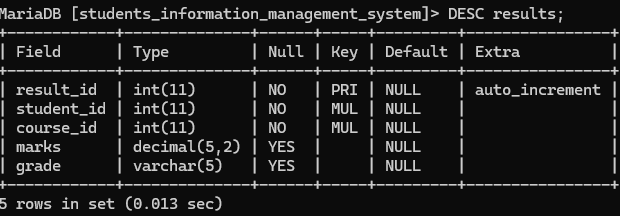 MariaDB [students_information_management_system]> DESC results;
+------------+--------------+------+-----+---------+----------------+
| Field      | Type         | Null | Key | Default | Extra          |
+------------+--------------+------+-----+---------+----------------+
| result_id  | int(11)      | NO   | PRI | NULL    | auto_increment |
| student_id | int(11)      | NO   | MUL | NULL    |                |
| course_id  | int(11)      | NO   | MUL | NULL    |                |
| marks      | decimal(5,2) | YES  |     | NULL    |                |
| grade      | varchar(5)   | YES  |     | NULL    |                |
+------------+--------------+------+-----+---------+----------------+
5 rows in set (0.013 sec)